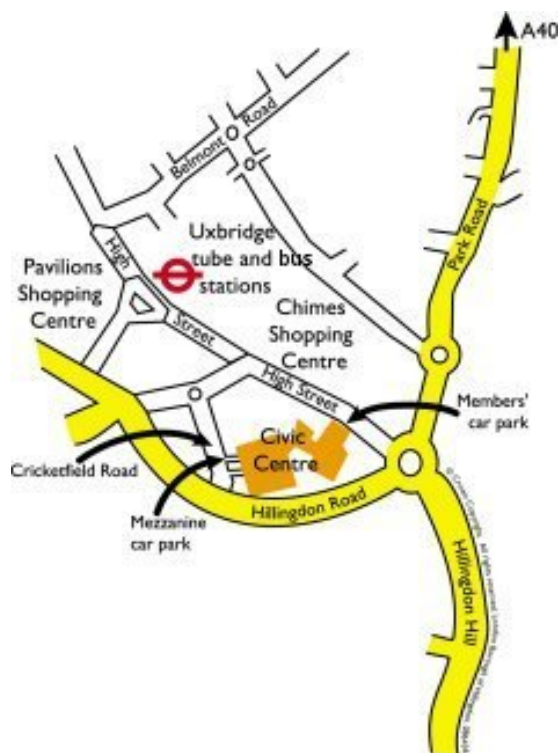 A40
Belmont Road
Park Road
Uxbridge
tube and bus
stations
High
Street
Pavilions
Shopping
Centre
Chimes
Shopping
Centre
High Street
Members'
car park
Civic
Centre
Cricketfield Road
Mezzanine
car park
Hillingdon Road
Hillingdon Hill